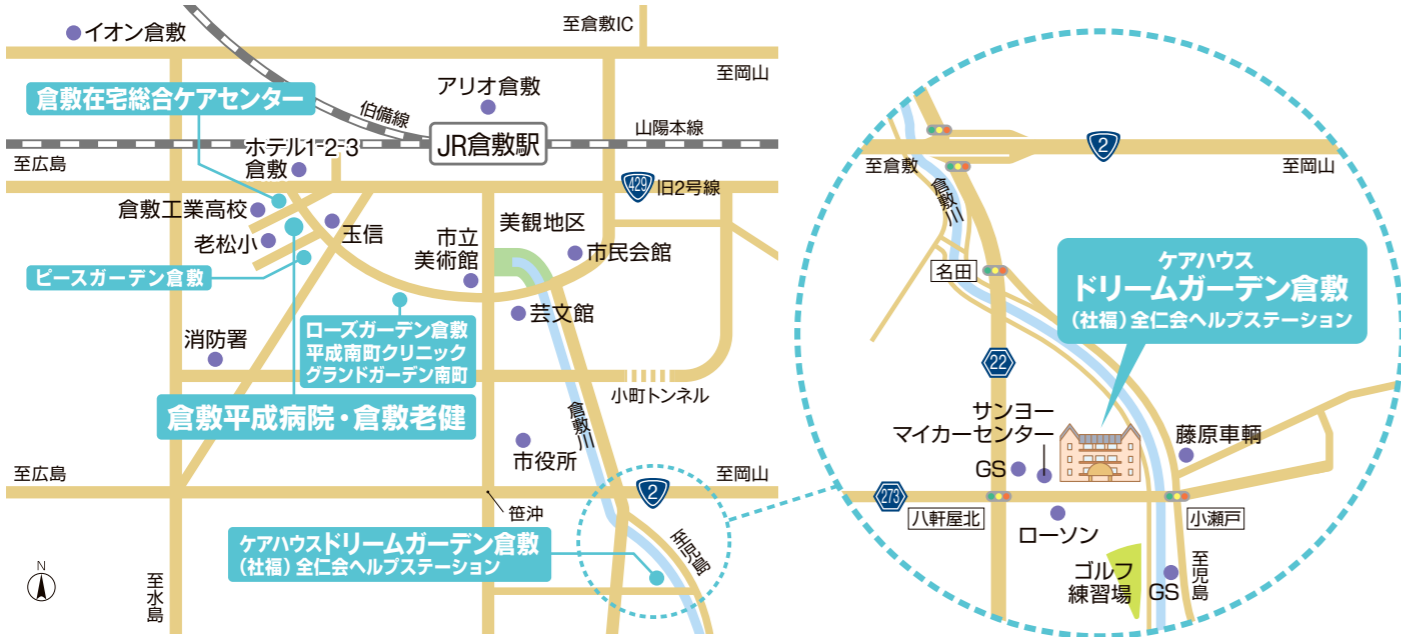 イオン倉敷
至倉敷IC
至岡山
倉敷在宅総合ケアセンター
アリオ倉敷
伯備線
JR倉敷駅
山陽本線
至広島
ホテル1-2-3
倉敷
429
旧2号線
倉敷工業高校
老松小
玉信
市立
美術館
美観地区
市民会館
ピースガーデン倉敷
芸文館
ローズガーデン倉敷
平成南町クリニック
グランドガーデン南町
消防署
小町トンネル
倉敷平成病院・倉敷老健
倉敷川
市役所
至広島
2
至岡山
笹沖
ケアハウスドリームガーデン倉敷
(社福)全仁会ヘルプステーション
至児島
N
至水島
2
至倉敷
至岡山
倉敷川
名田
ケアハウス
ドリームガーデン倉敷
(社福)全仁会ヘルプステーション
22
サンヨー
マイカーセンター
藤原車輌
GS
273
八軒屋北
小瀬戸
ローソン
ゴルフ
練習場
GS
至児島